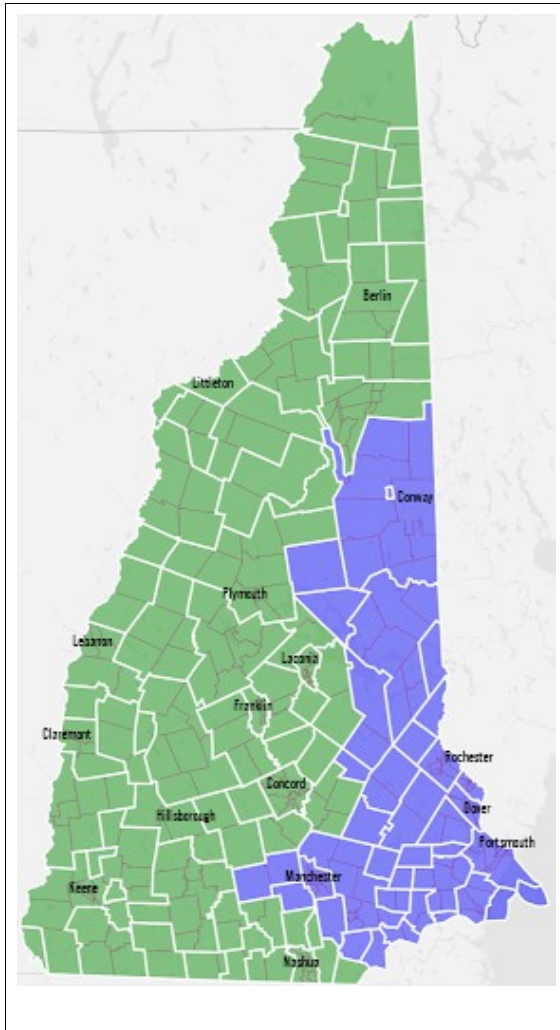 Berlin
Littleton
Conway
Plymouth
Lebanon
Laconia
Franklin
Claremont
Rochester
Concord
Dover
Hillsborough
Portsmouth
Manchester
Keene
Nashua